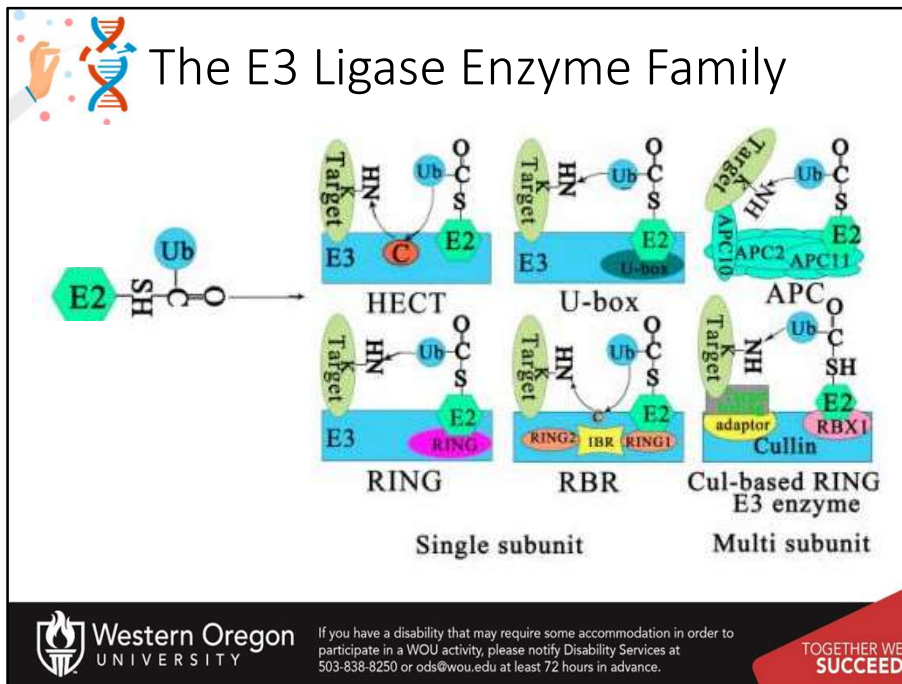 The E3 Ligase Enzyme Family
E2
SH
Ub
C
O
Target
K
HN
Ub
O
C
S
E2
E3
C
HECT
Target
K
HN
Ub
O
C
S
E2
E3
U-box
U-box
Target
K
NH
Ub
O
C
S
E2
APC10
APC2
APC11
APC
Target
K
HN
Ub
O
C
S
E2
E3
RING
RING
Target
K
HN
Ub
O
C
S
E2
C
RING2
IBR
RING1
RBR
Target
K
NH
Ub
O
C
SH
E2
adaptor
RBX1
Cullin
Cul-based RING
E3 enzyme
Single subunit
Multi subunit
Western Oregon
UNIVERSITY
If you have a disability that may require some accommodation in order to
participate in a WOU activity, please notify Disability Services at
503-838-8250 or ods@wou.edu at least 72 hours in advance.
TOGETHER WE
SUCCEED